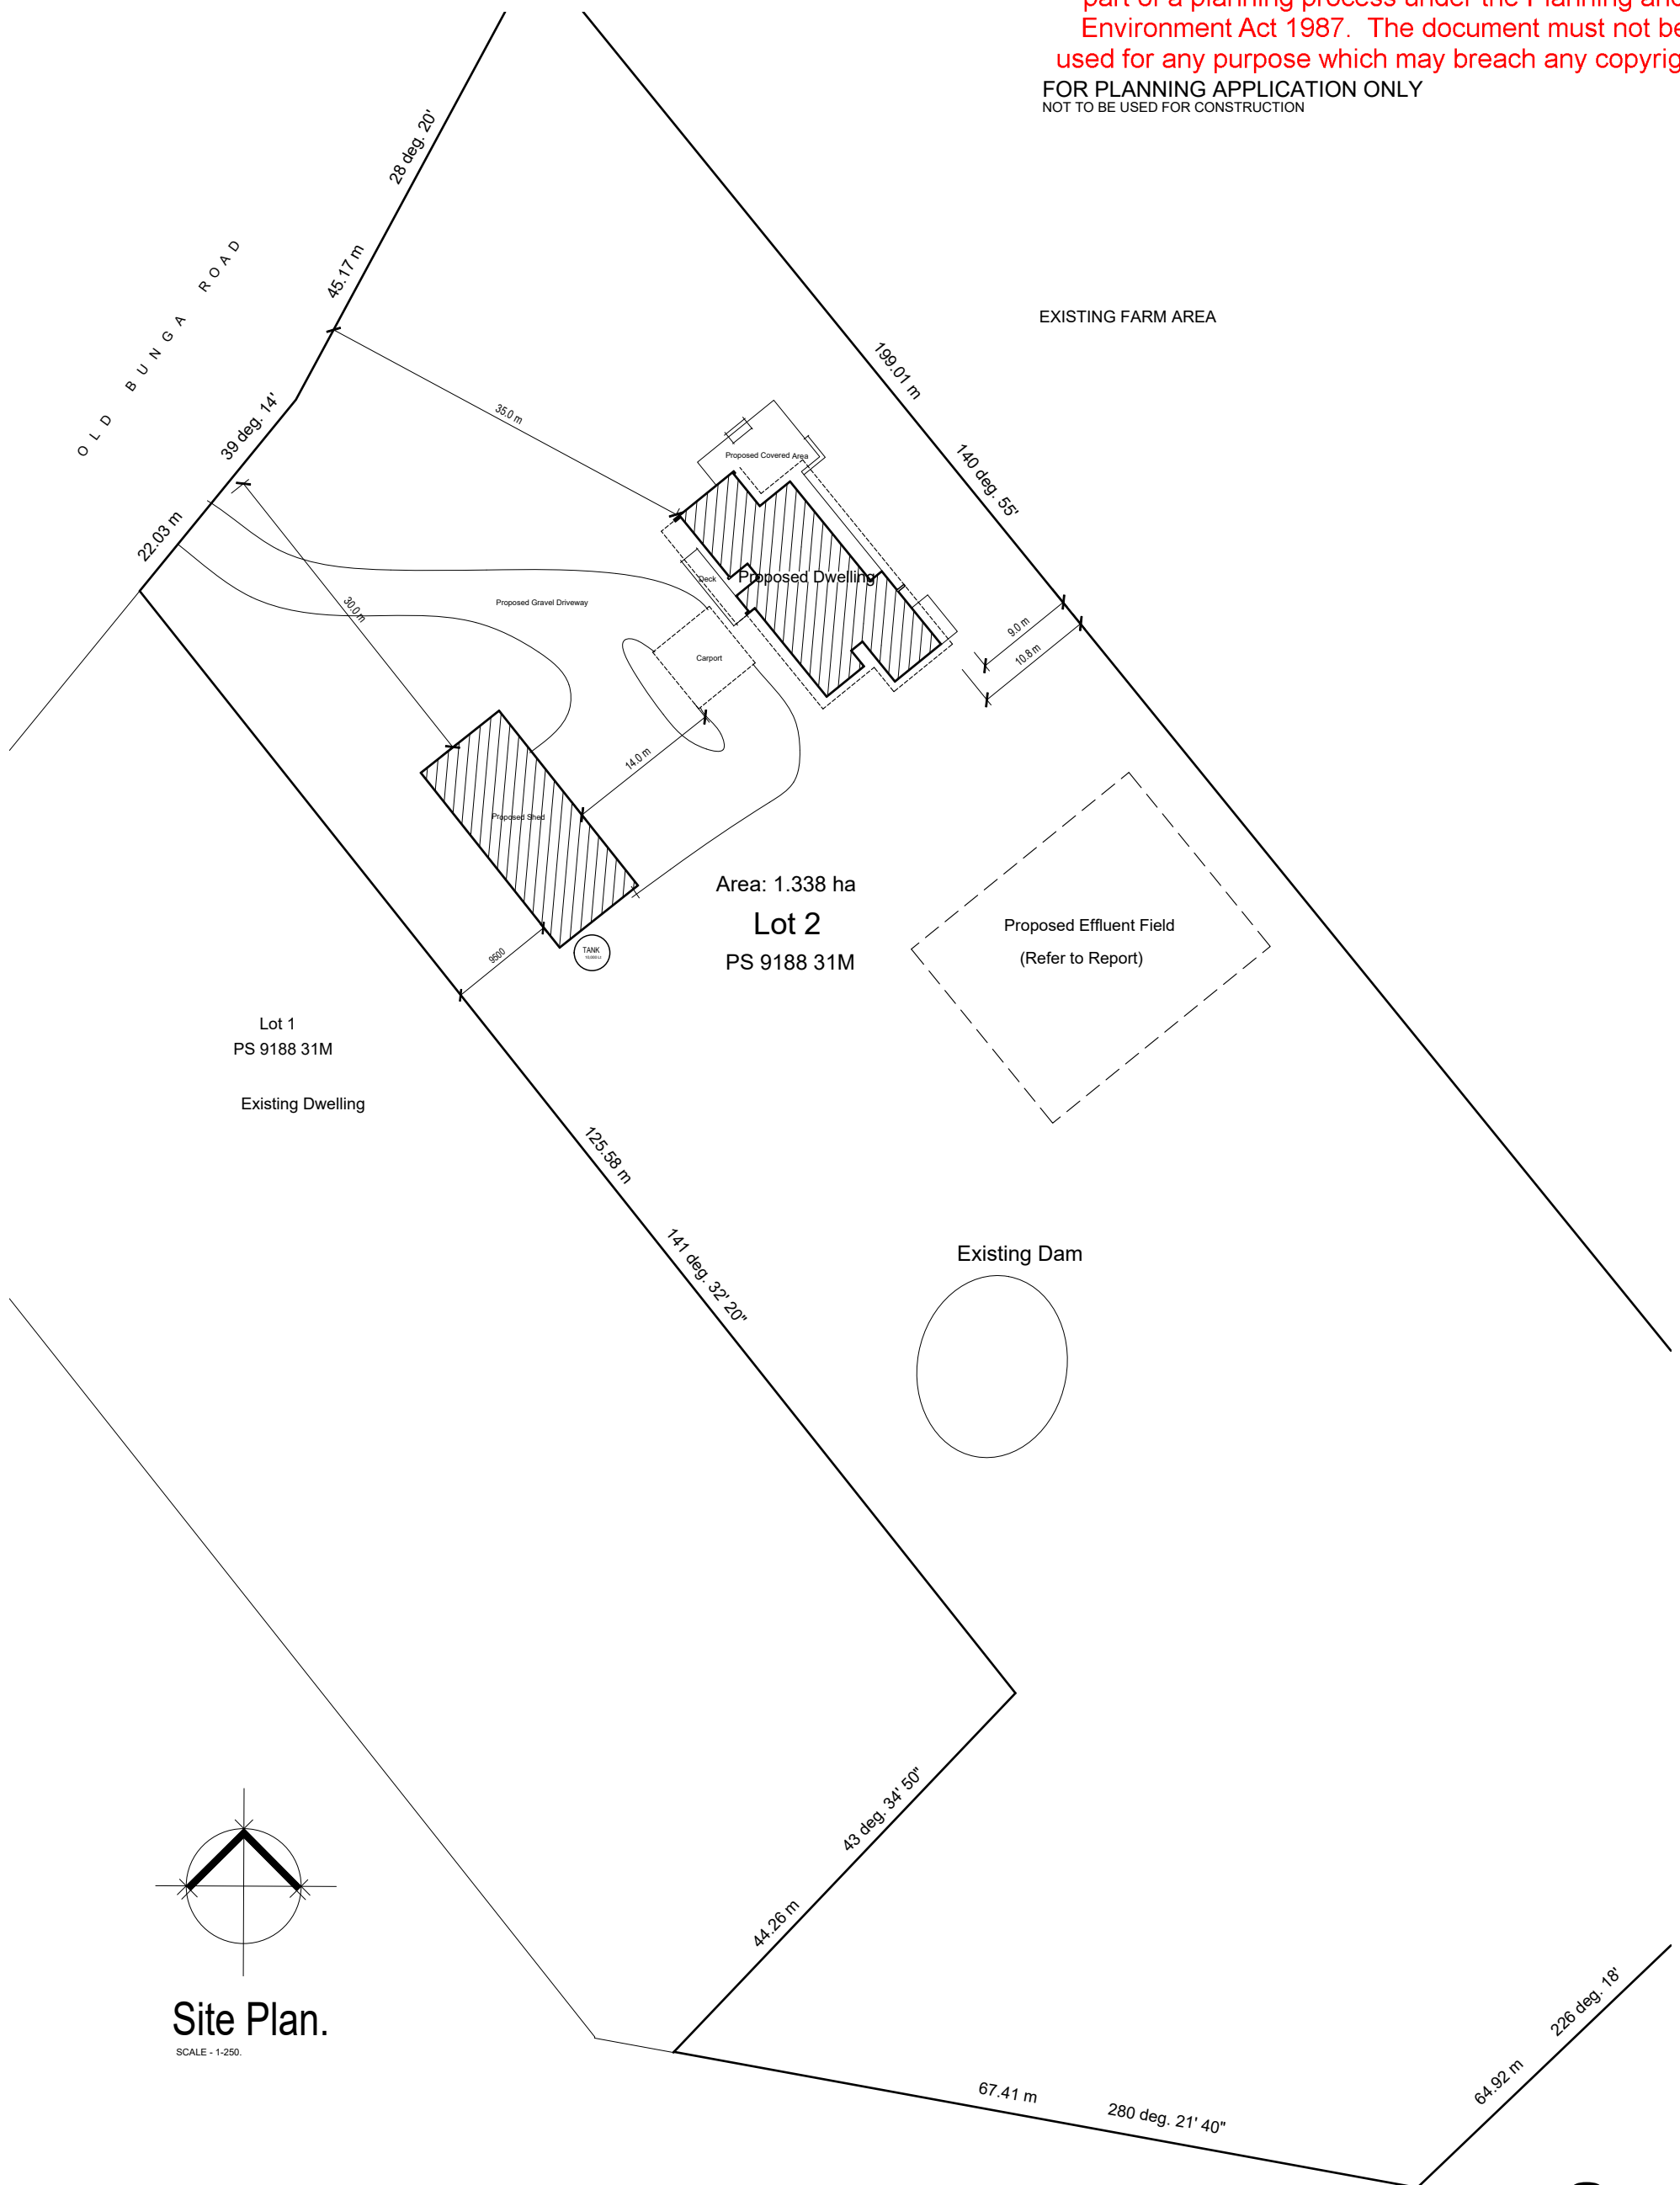 part of a planning process under the Planning and
Environment Act 1987. The document must not be
used for any purpose which may breach any
FOR PLANNING APPLICATION ONLY
NOT TO BE USED FOR CONSTRUCTION
28 deg. 20'
45.17 m
OLD BUNGA ROAD
EXISTING FARM AREA
199.01 m
39 deg. 14'
35.0 m
Proposed Covered Area
140 deg. 55'
22.03 m
Deck
Proposed Dwelling
Proposed Gravel Driveway
30.0 m
9.0 m
10.8 m
Carport
14.0 m
Proposed Shed
Area: 1.338 ha
Lot 2
PS 9188 31M
Proposed Effluent Field
(Refer to Report)
9500
TANK
10,000 Lt
Lot 1
PS 9188 31M
Existing Dwelling
125.58 m
141 deg. 32' 20"
Existing Dam
43 deg. 34' 50"
44.26 m
Site Plan.
SCALE - 1-250.
226 deg. 18'
64.92 m
67.41 m
280 deg. 21' 40"